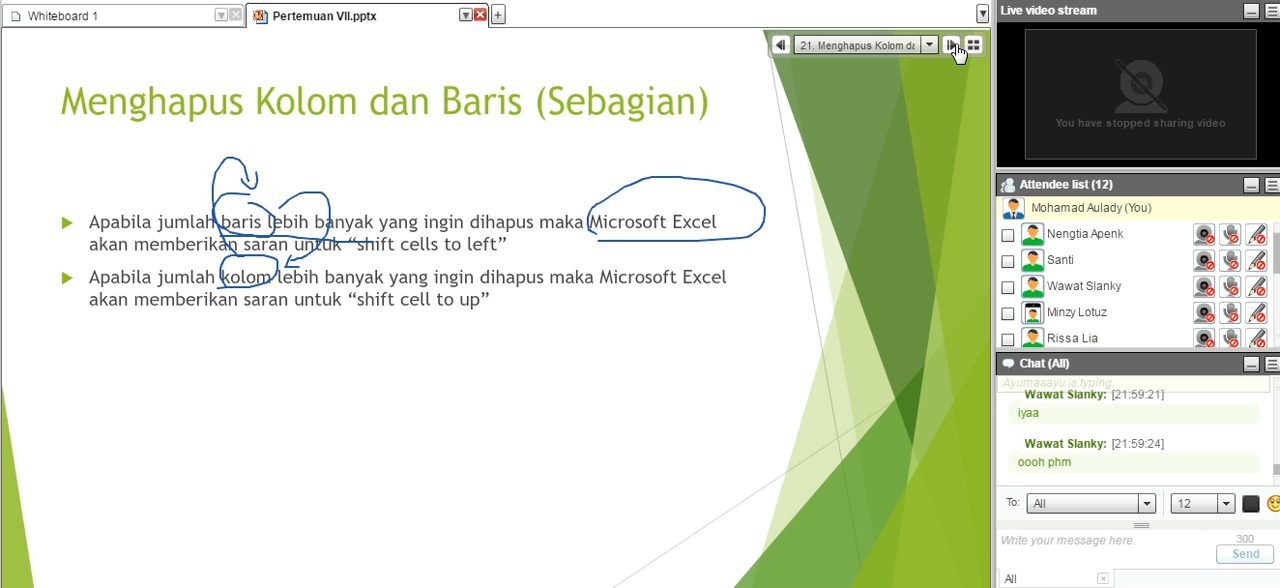 Whiteboard 1
Pertemuan VII.pptx
21. Menghapus Kolom da
Menghapus Kolom dan Baris (Sebagian)
Apabila jumlah baris lebih banyak yang ingin dihapus maka Microsoft Excel
akan memberikan saran untuk “shift cells to left”
Apabila jumlah kolom lebih banyak yang ingin dihapus maka Microsoft Excel
akan memberikan saran untuk “shift cell to up”
Live video stream
You have stopped sharing video
Attendee list (12)
Mohamad Aulady (You)
Nengtia Apenk
Santi
Wawat Slanky
Minzy Lotuz
Rissa Lia
Chat (All)
Ayumasayu is typing.
Wawat Slanky: [21:59:21]
iyaa
Wawat Slanky: [21:59:24]
oooh phm
To: All 12
Write your message here. 300
Send
All